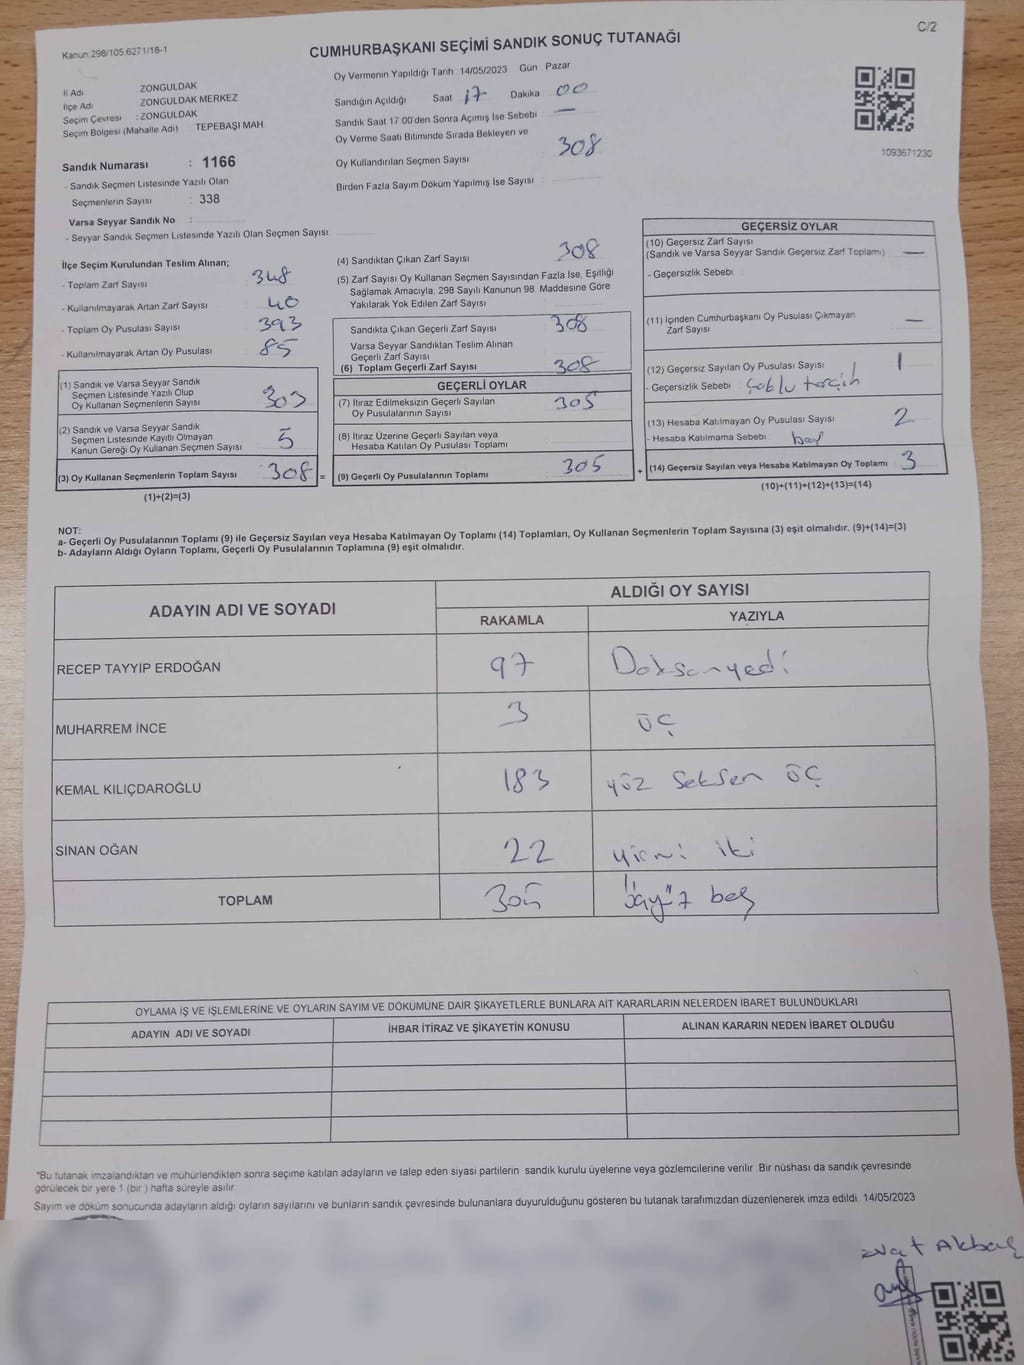 C/2
Kanun.298/105,6271/18-1
CUMHURBAŞKANI SEÇİMİ SANDIK SONUÇ TUTANAĞI
İl Adı ZONGULDAK
İlçe Adı : ZONGULDAK MERKEZ
Seçim Çevresi : ZONGULDAK
Seçim Bölgesi (Mahalle Adı) TEPEBAŞI MAH
Sandık Numarası : 1166
- Sandık Seçmen Listesinde Yazılı Olan
Seçmenlerin Sayısı : 338
Varsa Seyyar Sandık No :
- Seyyar Sandık Seçmen Listesinde Yazılı Olan Seçmen Sayısı
Oy Vermenin Yapıldığı Tarih : 14/05/2023 Gün : Pazar
Sandığın Açıldığı Saat 17 Dakika 00
Sandık Saat 17:00'den Sonra Açımış İse Sebebi —
Oy Verme Saati Bitiminde Sırada Bekleyen ve
Oy Kullandırılan Seçmen Sayısı 308
Birden Fazla Sayım Döküm Yapılmış İse Sayısı
1093671230
İlçe Seçim Kurulundan Teslim Alınan;
- Toplam Zarf Sayısı 348
- Kullanılmayarak Artan Zarf Sayısı 40
- Toplam Oy Pusulası Sayısı 393
- Kullanılmayarak Artan Oy Pusulası 85
(1) Sandık ve Varsa Seyyar Sandık
Seçmen Listesinde Yazılı Olup
Oy Kullanan Seçmenlerin Sayısı 303
(2) Sandık ve Varsa Seyyar Sandık
Seçmen Listesinde Kayıtlı Olmayan
Kanun Gereği Oy Kullanan Seçmen Sayısı 5
(3) Oy Kullanan Seçmenlerin Toplam Sayısı 308 =
(1)+(2)=(3)
(4) Sandıktan Çıkan Zarf Sayısı 308
(5) Zarf Sayısı Oy Kullanan Seçmen Sayısından Fazla İse, Eşitliği
Sağlamak Amacıyla, 298 Sayılı Kanunun 98. Maddesine Göre
Yakılarak Yok Edilen Zarf Sayısı
Sandıkta Çıkan Geçerli Zarf Sayısı 308
Varsa Seyyar Sandıktan Teslim Alınan
Geçerli Zarf Sayısı
(6) Toplam Geçerli Zarf Sayısı 308
GEÇERLİ OYLAR
(7) İtiraz Edilmeksizin Geçerli Sayılan
Oy Pusulalarının Sayısı 305
(8) İtiraz Üzerine Geçerli Sayılan veya
Hesaba Katılan Oy Pusulası Toplamı
(9) Geçerli Oy Pusulalarının Toplamı 305 +
GEÇERSİZ OYLAR
(10) Geçersiz Zarf Sayısı
(Sandık ve Varsa Seyyar Sandık Geçersiz Zarf Toplamı) —
- Geçersizlik Sebebi
(11) İçinden Cumhurbaşkanı Oy Pusulası Çıkmayan
Zarf Sayısı —
(12) Geçersiz Sayılan Oy Pusulası Sayısı 1
- Geçersizlik Sebebi
(13) Hesaba Katılmayan Oy Pusulası Sayısı 2
- Hesaba Katılmama Sebebi boş
(14) Geçersiz Sayılan veya Hesaba Katılmayan Oy Toplamı 3
(10)+(11)+(12)+(13)=(14)
NOT:
a- Geçerli Oy Pusulalarının Toplamı (9) ile Geçersiz Sayılan veya Hesaba Katılmayan Oy Toplamı (14) Toplamları, Oy Kullanan Seçmenlerin Toplam Sayısına (3) eşit olmalıdır. (9)+(14)=(3)
b- Adayların Aldığı Oyların Toplamı, Geçerli Oy Pusulalarının Toplamına (9) eşit olmalıdır.
ADAYIN ADI VE SOYADI ALDIĞI OY SAYISI
RAKAMLA YAZIYLA
RECEP TAYYİP ERDOĞAN 97 Doksanyedi
MUHARREM İNCE 3 ÜÇ
KEMAL KILIÇDAROĞLU 183 yüz seksen ÜÇ
SİNAN OĞAN 22 yirmi iki
TOPLAM 305 üçyüz beş
OYLAMA İŞ VE İŞLEMLERİNE VE OYLARIN SAYIM VE DÖKÜMÜNE DAİR ŞİKAYETLERLE BUNLARA AİT KARARLARIN NELERDEN İBARET BULUNDUKLARI
ADAYIN ADI VE SOYADI İHBAR İTİRAZ VE ŞİKAYETİN KONUSU ALINAN KARARIN NEDEN İBARET OLDUĞU
*Bu tutanak imzalandıktan ve mühürlendikten sonra seçime katılan adayların ve talep eden siyasi partilerin sandık kurulu üyelerine veya gözlemcilerine verilir. Bir nüshası da sandık çevresinde
görülecek bir yere 1 (bir ) hafta süreyle asılır.
Sayım ve döküm sonucunda adayların aldığı oyların sayılarını ve bunların sandık çevresinde bulunanlara duyurulduğunu gösteren bu tutanak tarafımızdan düzenlenerek imza edildi. 14/05/2023
Akbaş